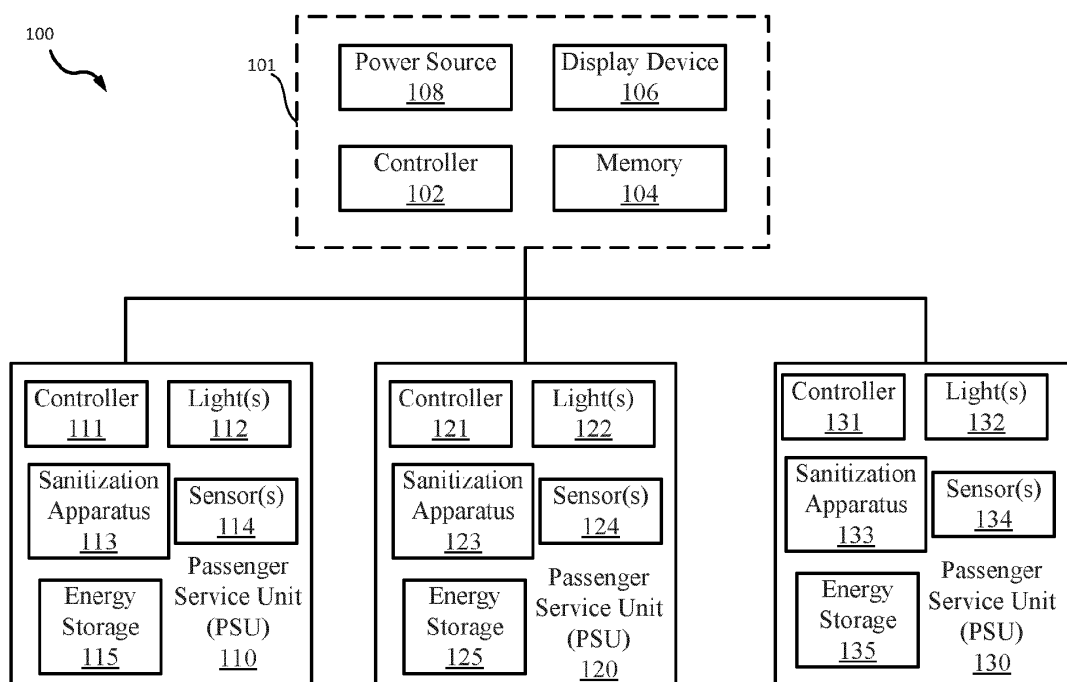 100
101
Power Source
108
Display Device
106
Controller
102
Memory
104
Controller
111
Light(s)
112
Sanitization
Apparatus
113
Sensor(s)
114
Energy
Storage
115
Passenger
Service Unit
(PSU)
110
Controller
121
Light(s)
122
Sanitization
Apparatus
123
Sensor(s)
124
Energy
Storage
125
Passenger
Service Unit
(PSU)
120
Controller
131
Light(s)
132
Sanitization
Apparatus
133
Sensor(s)
134
Energy
Storage
135
Passenger
Service Unit
(PSU)
130